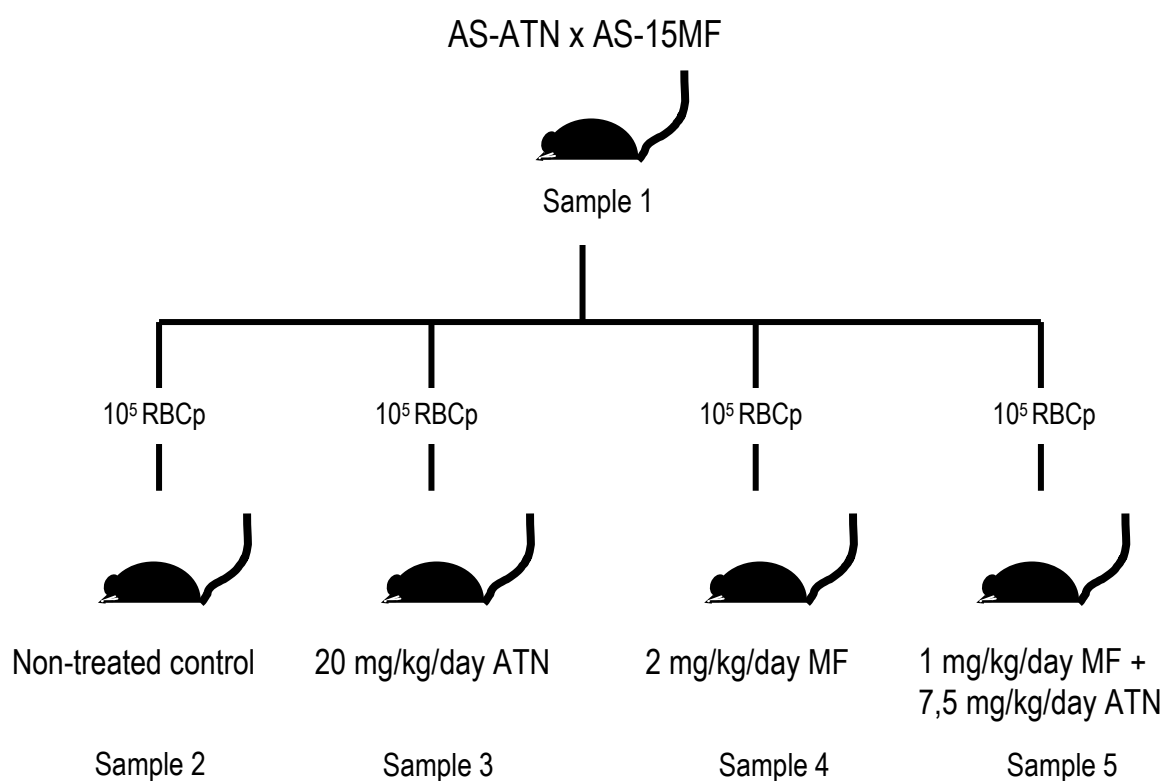 AS-ATN x AS-15MF
Sample 1
10⁵ RBCp
10⁵ RBCp
10⁵ RBCp
10⁵ RBCp
Non-treated control
20 mg/kg/day ATN
2 mg/kg/day MF
1 mg/kg/day MF +
7,5 mg/kg/day ATN
Sample 2
Sample 3
Sample 4
Sample 5